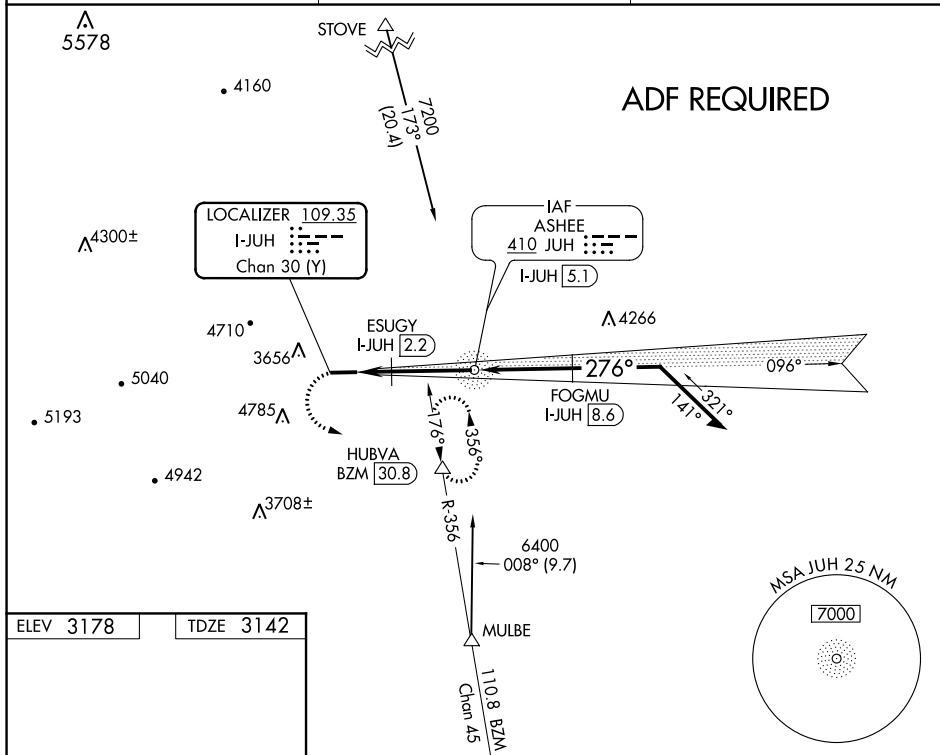 5578
STOVE
4160
ADF REQUIRED
7200
173°
(20.4)
LOCALIZER 109.35
I-JUH
Chan 30 (Y)
IAF
ASHEE
410 JUH
I-JUH 5.1
4300±
4710
ESUGY
I-JUH 2.2
4266
3656
276°
096°
5040
FOGMU
I-JUH 8.6
321°
141°
5193
4785
176°
356°
HUBVA
BZM 30.8
4942
3708±
R-356
6400
008° (9.7)
MSA JUH 25 NM
7000
ELEV 3178
TDZE 3142
MULBE
110.8 BZM
Chan 45